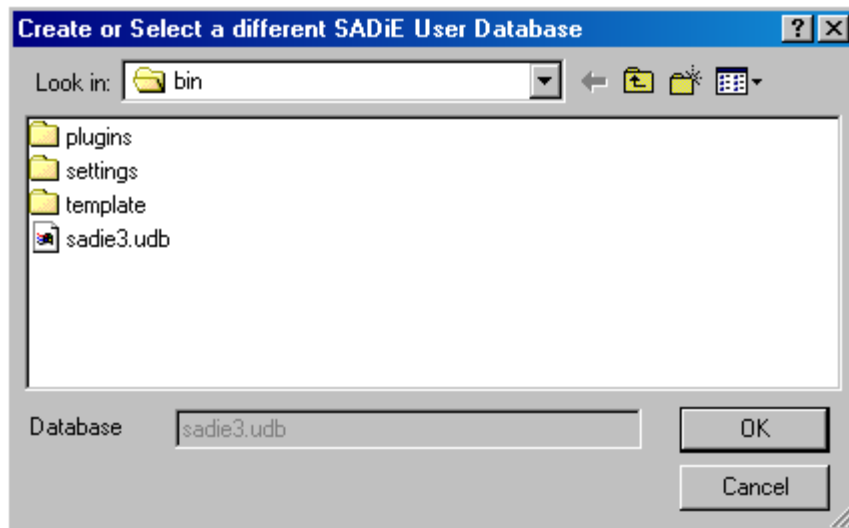 Create or Select a different SADiE User Database
Look in: bin
plugins
settings
template
sadie3.udb
Database sadie3.udb OK
Cancel